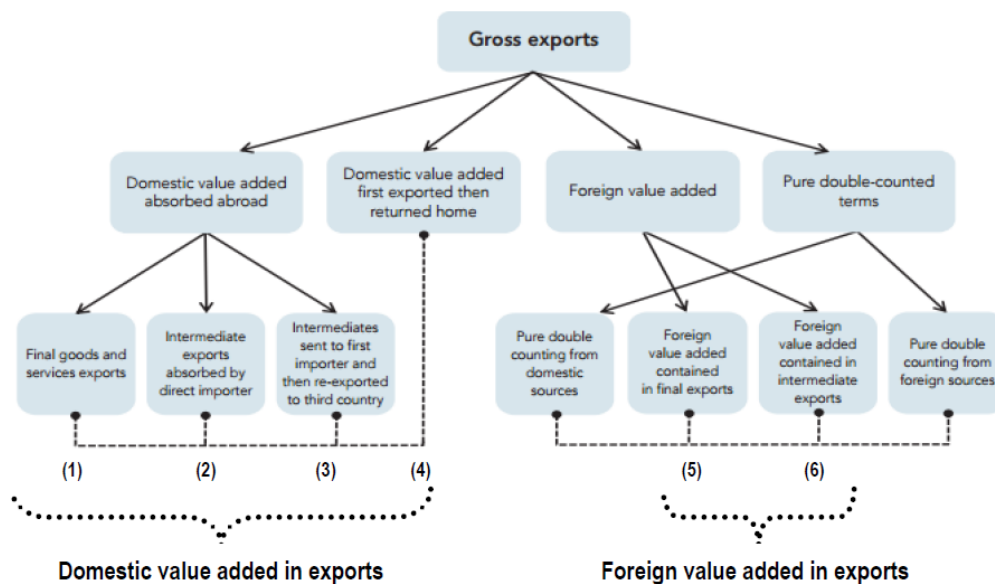 Gross exports
Domestic value added
absorbed abroad
Domestic value added
first exported then
returned home
Foreign value added
Pure double-counted
terms
Final goods and
services exports
Intermediate
exports
absorbed by
direct importer
Intermediates
sent to first
importer and
then re-exported
to third country
Pure double
counting from
domestic
sources
Foreign
value added
contained
in final exports
Foreign
value added
contained in
intermediate
exports
Pure double
counting from
foreign sources
(1)
(2)
(3)
(4)
(5)
(6)
Domestic value added in exports
Foreign value added in exports